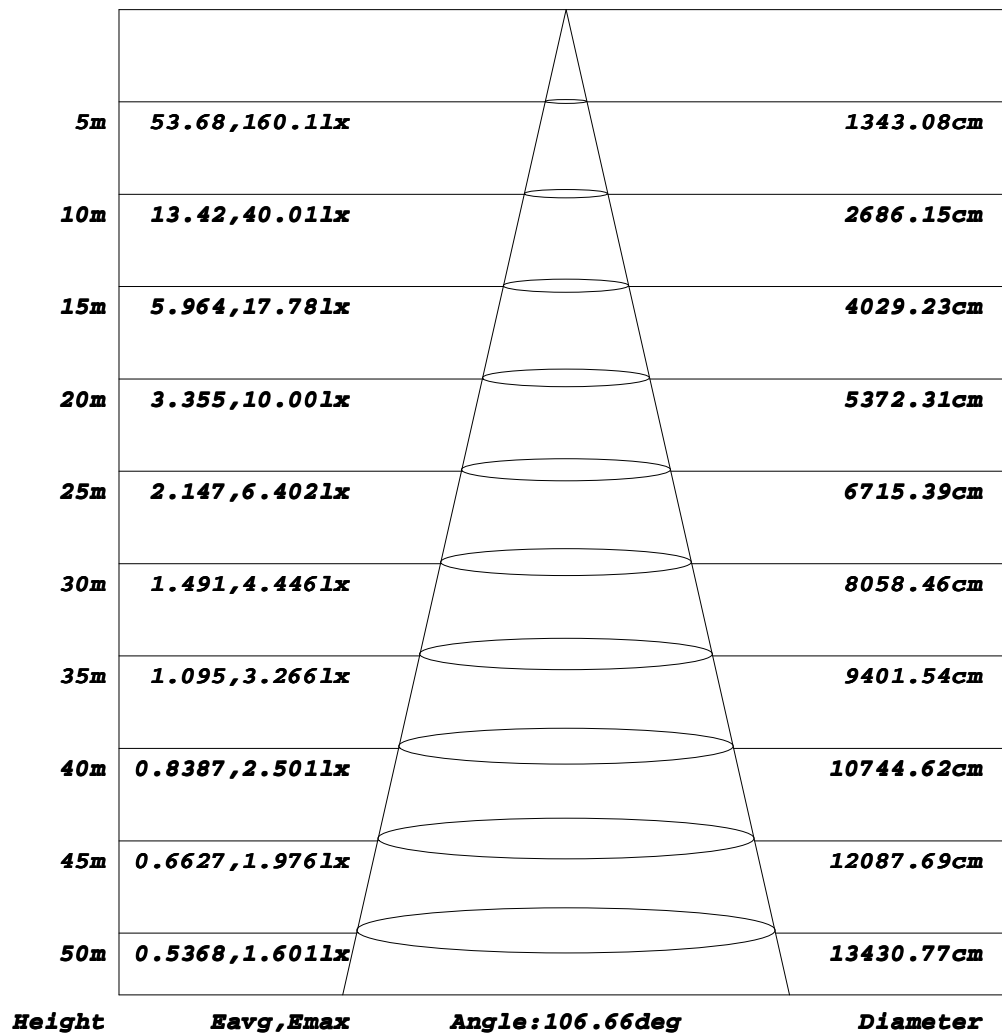 5m 53.68,160.1lx 1343.08cm
10m 13.42,40.01lx 2686.15cm
15m 5.964,17.78lx 4029.23cm
20m 3.355,10.00lx 5372.31cm
25m 2.147,6.402lx 6715.39cm
30m 1.491,4.446lx 8058.46cm
35m 1.095,3.266lx 9401.54cm
40m 0.8387,2.501lx 10744.62cm
45m 0.6627,1.976lx 12087.69cm
50m 0.5368,1.601lx 13430.77cm
Height Eavg,Emax Angle:106.66deg Diameter